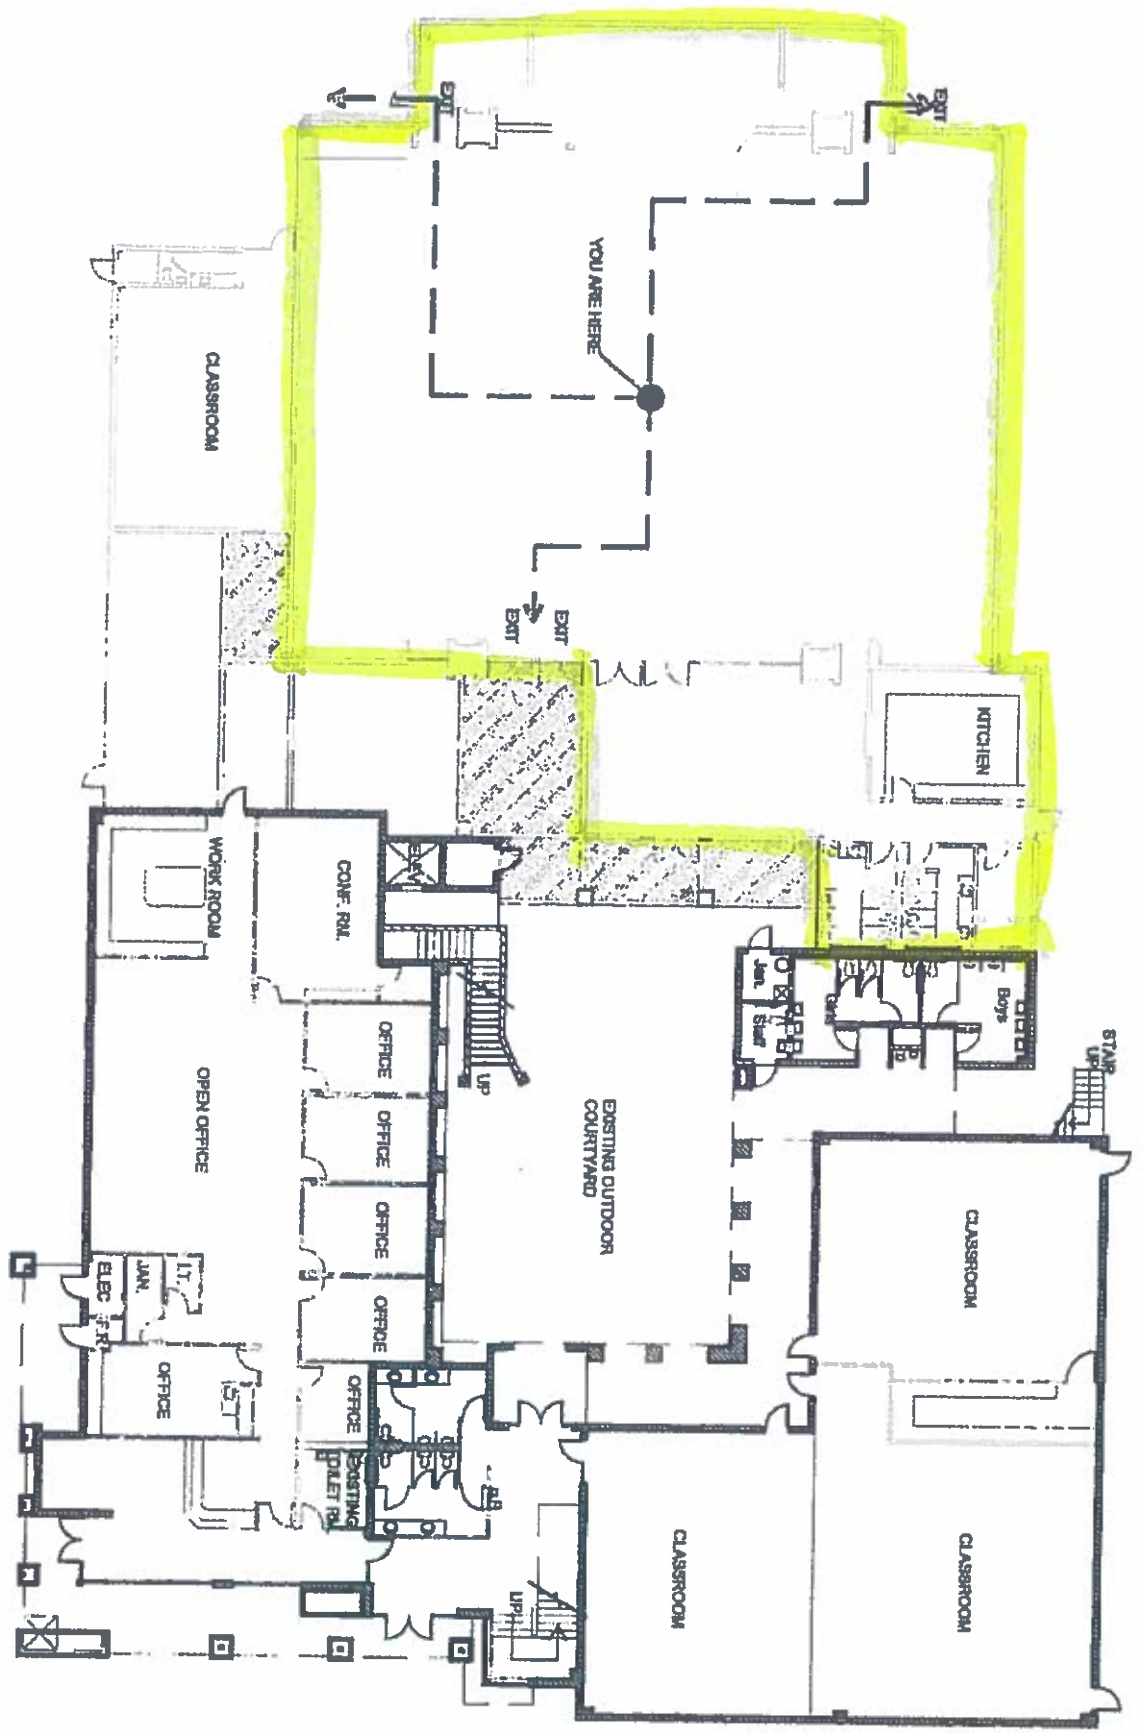 EXIT
EXIT
YOU ARE HERE
CLASSROOM
EXIT
EXIT
KITCHEN
WORK ROOM
CONF. RM.
ELEV
Jan.
Staff
Girls
Boys
STAIR
UP
UP
OFFICE
OPEN OFFICE
OFFICE
EXISTING OUTDOOR
COURTYARD
OFFICE
CLASSROOM
I.T.
JAN.
ELEC
F.R.
OFFICE
OFFICE
OFFICE
EXISTING
TOILET RM
CLASSROOM
CLASSROOM
UP